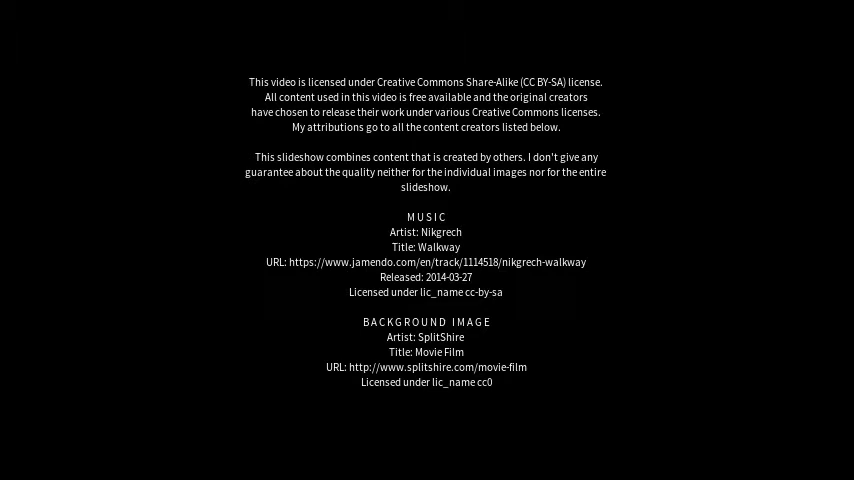 This video is licensed under Creative Commons Share-Alike (CC BY-SA) license.
All content used in this video is free available and the original creators
have chosen to release their work under various Creative Commons licenses.
My attributions go to all the content creators listed below.
This slideshow combines content that is created by others. I don't give any
guarantee about the quality neither for the individual images nor for the entire
slideshow.
MUSIC
Artist: Nikgrech
Title: Walkway
URL: https://www.jamendo.com/en/track/1114518/nikgrech-walkway
Released: 2014-03-27
Licensed under lic_name cc-by-sa
BACKGROUND IMAGE
Artist: SplitShire
Title: Movie Film
URL: http://www.splitshire.com/movie-film
Licensed under lic_name cc0